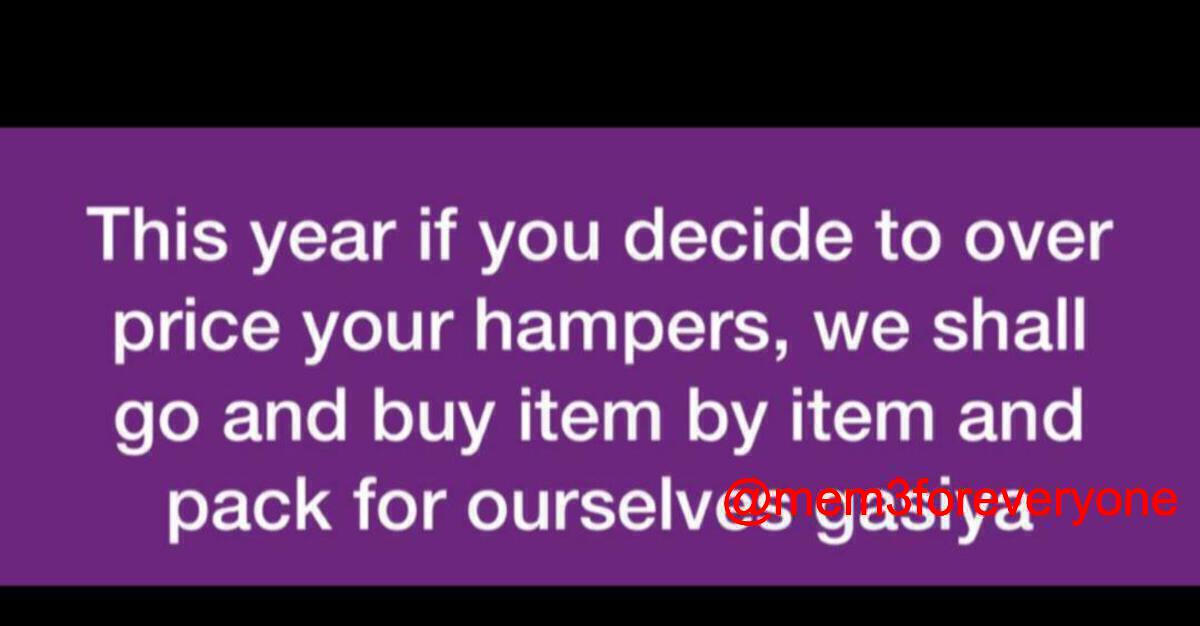 This year if you decide to over
price your hampers, we shall
go and buy item by item and
pack for ourselves gasiya
@mem3foreveryone